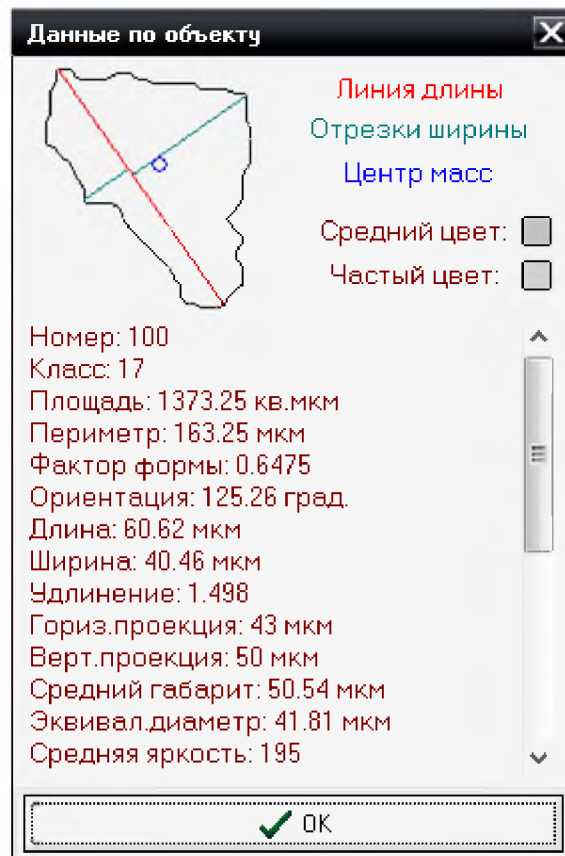 Данные по объекту
Линия длины
Отрезки ширины
Центр масс
Средний цвет:
Частый цвет:
Номер: 100
Класс: 17
Площадь: 1373.25 кв.мкм
Периметр: 163.25 мкм
Фактор формы: 0.6475
Ориентация: 125.26 град.
Длина: 60.62 мкм
Ширина: 40.46 мкм
Удлинение: 1.498
Гориз.проекция: 43 мкм
Верт.проекция: 50 мкм
Средний габарит: 50.54 мкм
Эквивал.диаметр: 41.81 мкм
Средняя яркость: 195
OK